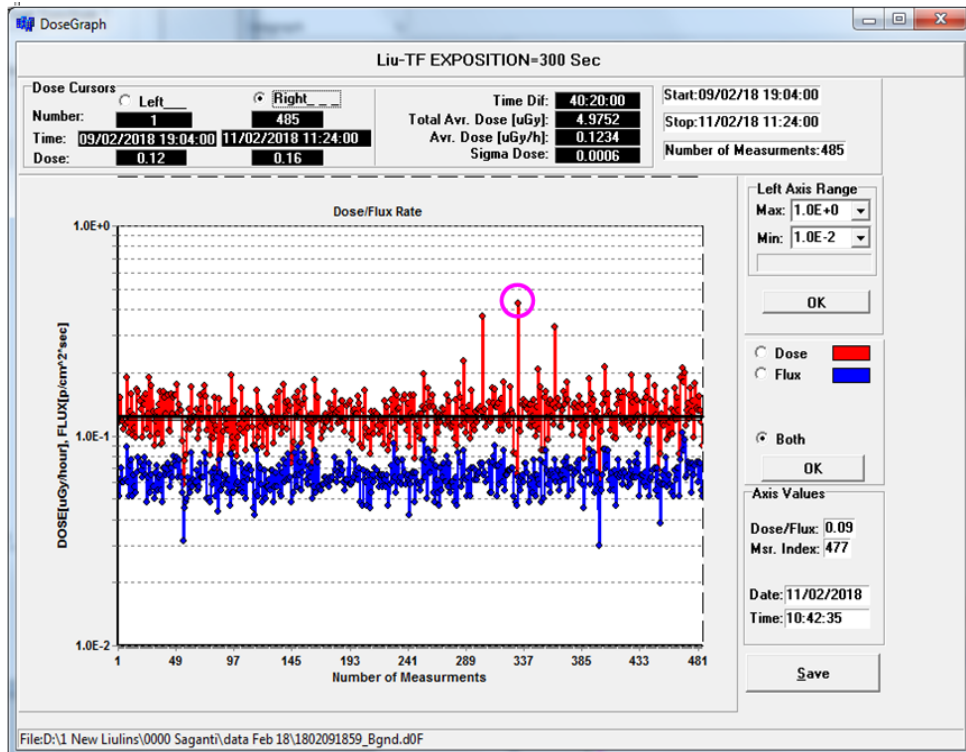 DoseGraph
Liu-TF EXPOSITION=300 Sec
Dose Cursors
Left___
Right_ _ _
Number:
1
485
Time:
09/02/2018 19:04:00
11/02/2018 11:24:00
Dose:
0.12
0.16
Time Dif: 40:20:00
Total Avr. Dose [uGy]: 4.9752
Avr. Dose [uGy/h]: 0.1234
Sigma Dose: 0.0006
Start:09/02/18 19:04:00
Stop:11/02/18 11:24:00
Number of Measurments:485
Dose/Flux Rate
DOSE[uGy/hour], FLUX[p/cm^2*sec]
1.0E+0
1.0E-1
1.0E-2
1 49 97 145 193 241 289 337 385 433 481
Number of Measurments
Left Axis Range
Max: 1.0E+0
Min: 1.0E-2
OK
Dose
Flux
Both
OK
Axis Values
Dose/Flux: 0.09
Msr. Index: 477
Date: 11/02/2018
Time: 10:42:35
Save
File:D:\1 New Liulins\0000 Saganti\data Feb 18\1802091859_Bgnd.d0F